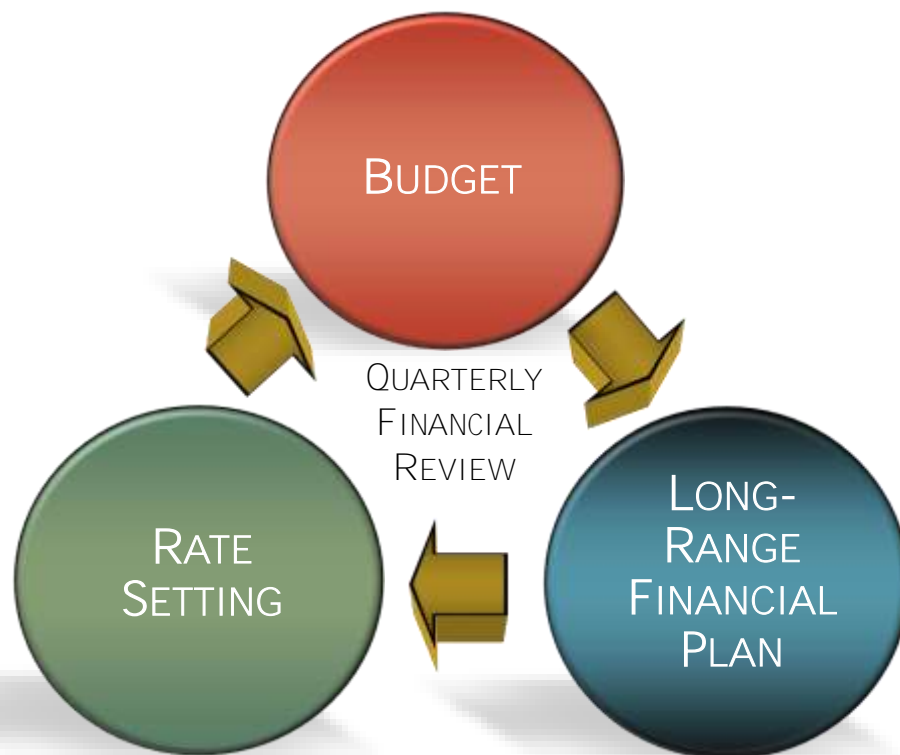 BUDGET
QUARTERLY
FINANCIAL
REVIEW
LONG-
RANGE
FINANCIAL
PLAN
RATE
SETTING